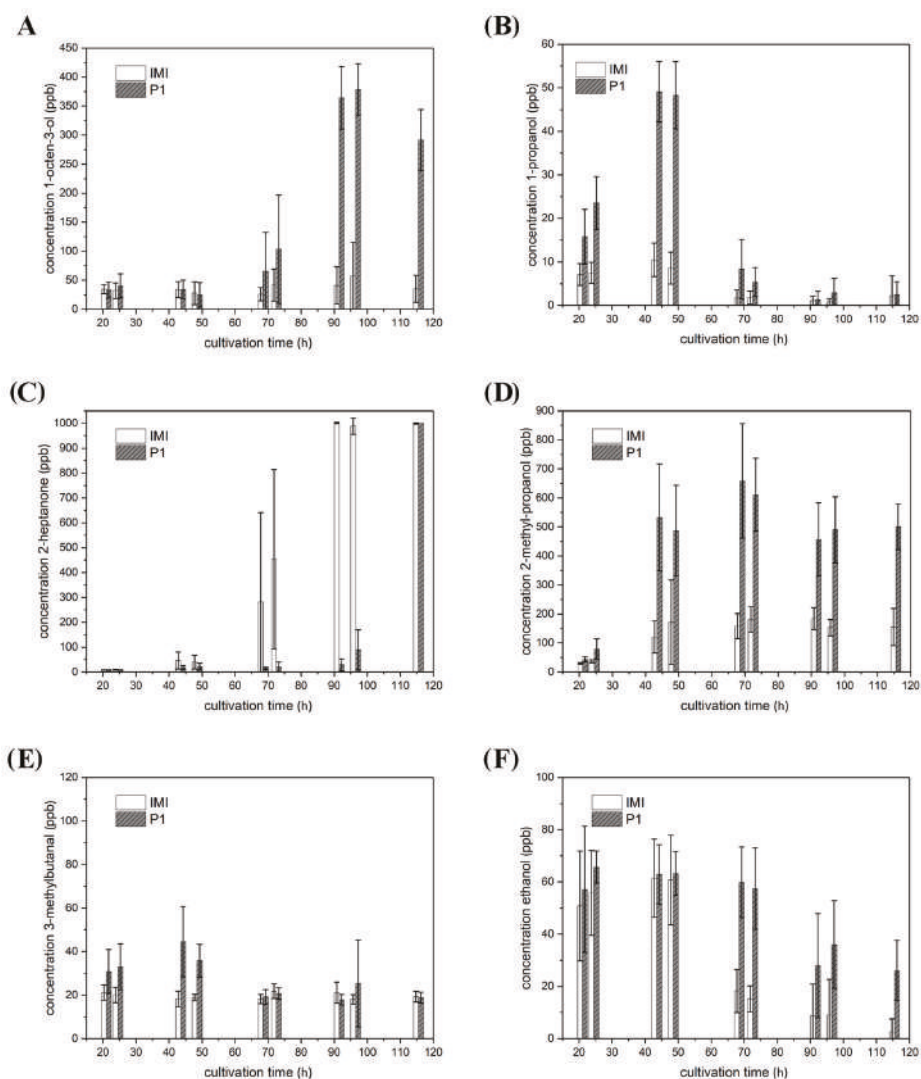 A
450
400
350
300
250
200
150
100
50
0
concentration 1-octen-3-ol (ppb)
IMI
P1
20 30 40 50 60 70 80 90 100 110 120
cultivation time (h)
(B)
60
50
40
30
20
10
0
concentration 1-propanol (ppb)
IMI
P1
20 30 40 50 60 70 80 90 100 110 120
cultivation time (h)
(C)
1000
900
800
700
600
500
400
300
200
100
0
concentration 2-heptanone (ppb)
IMI
P1
20 30 40 50 60 70 80 90 100 110 120
cultivation time (h)
(D)
900
800
700
600
500
400
300
200
100
0
concentration 2-methyl-propanol (ppb)
IMI
P1
20 30 40 50 60 70 80 90 100 110 120
cultivation time (h)
(E)
120
100
80
60
40
20
0
concentration 3-methylbutanal (ppb)
IMI
P1
20 30 40 50 60 70 80 90 100 110 120
cultivation time (h)
(F)
100
80
60
40
20
0
concentration ethanol (ppb)
IMI
P1
20 30 40 50 60 70 80 90 100 110 120
cultivation time (h)